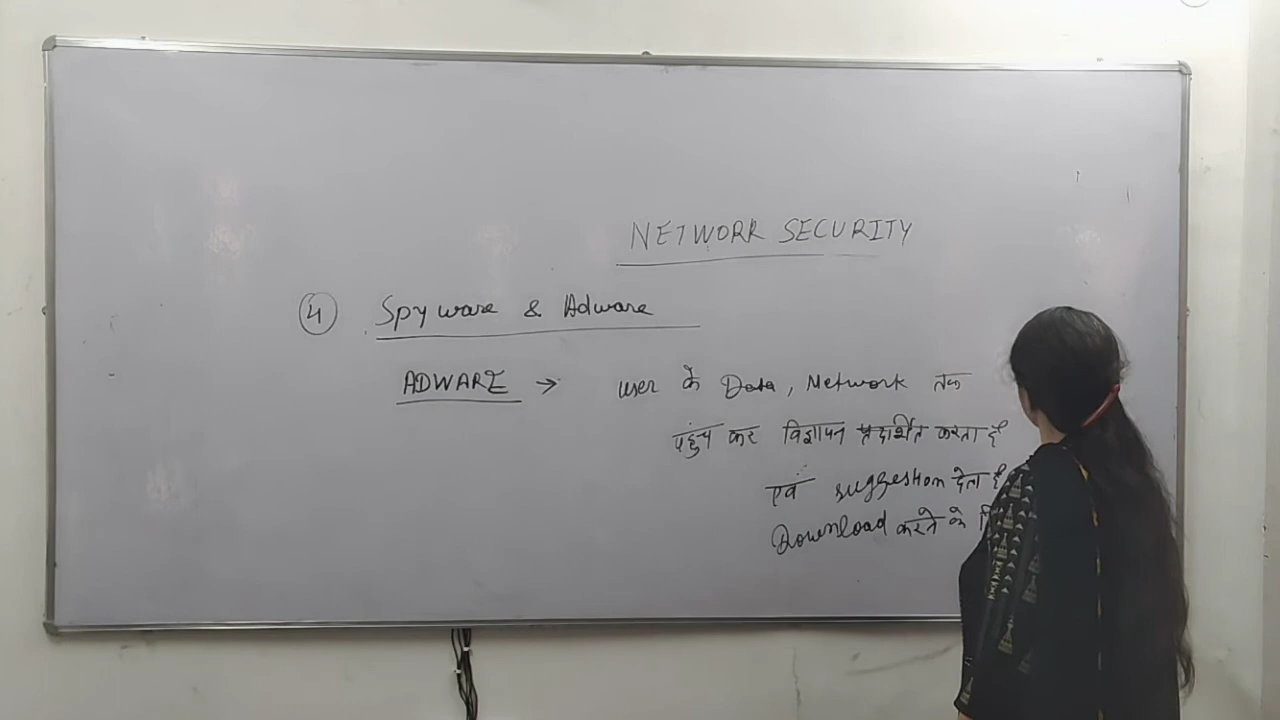 NETWORK SECURITY
4 Spyware & Adware
ADWARE → user के Data, Network तक
पहुंच कर विज्ञापन प्रदर्शित करता है
एवं suggestion देता है
Download करने के